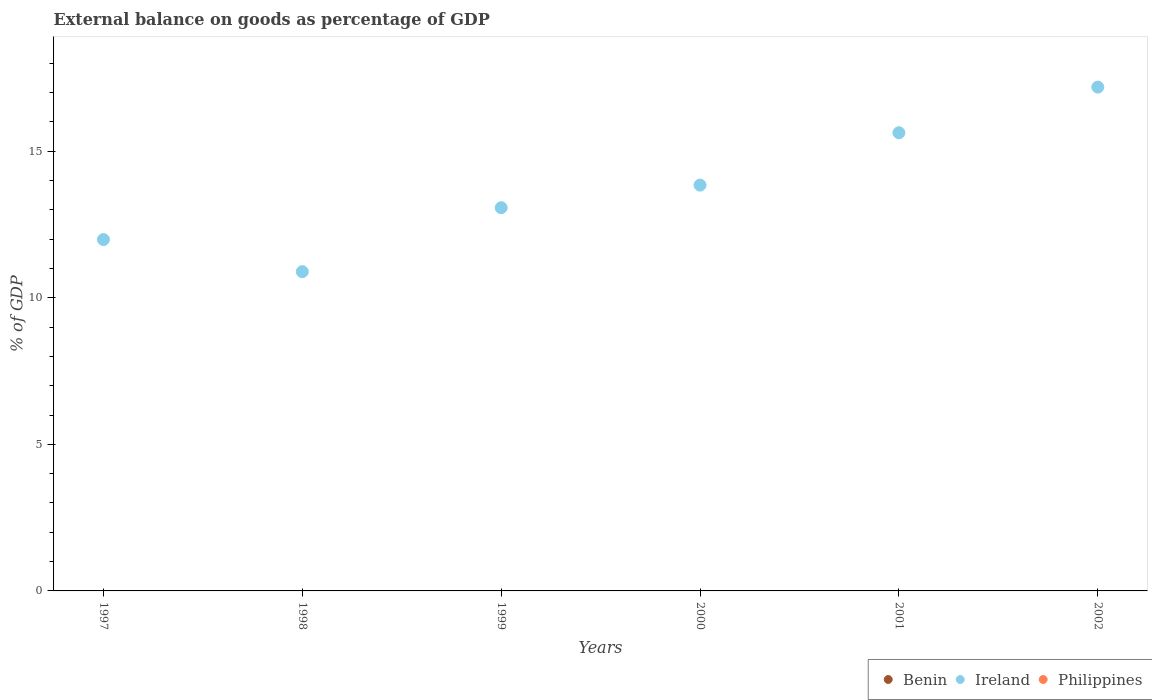 External balance on goods as percentage of GDP
% of GDP
15
10
5
0
1997
1998
1999
2000
2001
2002
Years
Benin
Ireland
Philippines